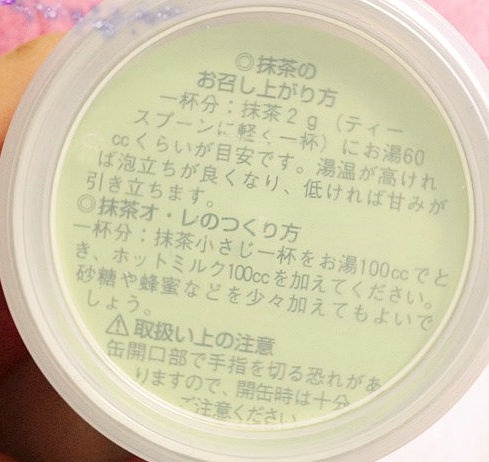 ◎抹茶の
お召し上がり方
一杯分：抹茶2g（ティー
スプーンに軽く一杯）にお湯60
ccくらいが目安です。湯温が高けれ
ば泡立ちが良くなり、低ければ甘みが
引き立ちます。
◎抹茶オ・レのつくり方
一杯分：抹茶小さじ一杯をお湯100ccでと
き、ホットミルク100ccを加えてください。
砂糖や蜂蜜などを少々加えてもよいで
しょう。
⚠取扱い上の注意
缶開口部で手指を切る恐れがあ
りますので、開缶時は十分
ご注意ください。